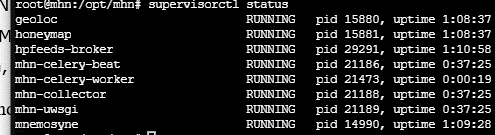 root@mhn:/opt/mhn# supervisorctl status
geoloc RUNNING pid 15880, uptime 1:08:37
honeymap RUNNING pid 15881, uptime 1:08:37
hpfeeds-broker RUNNING pid 29291, uptime 1:10:58
mhn-celery-beat RUNNING pid 21186, uptime 0:37:25
mhn-celery-worker RUNNING pid 21473, uptime 0:00:19
mhn-collector RUNNING pid 21188, uptime 0:37:25
mhn-uwsgi RUNNING pid 21189, uptime 0:37:25
mnemosyne RUNNING pid 14990, uptime 1:09:28